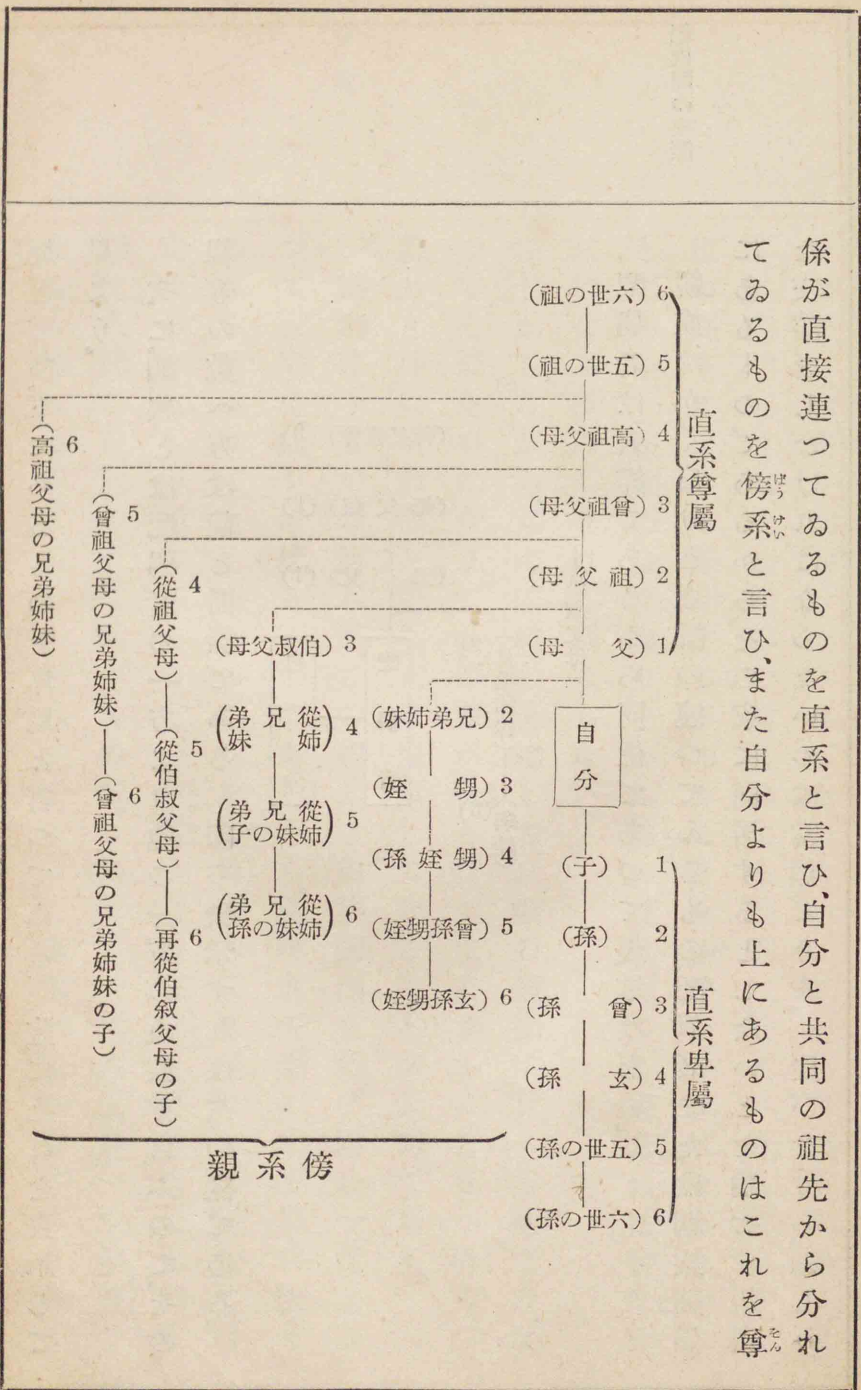 係が直接連つてゐるものを直系と言ひ、自分と共同の祖先から分れ
てゐるものを傍系と言ひ、また自分よりも上にあるものはこれを尊
ばうけい
そん
直系尊屬
6 (六世の祖)
5 (五世の祖)
4 (高祖父母)
3 (曾祖父母)
2 (祖父母)
1 (父母)
自分
直系卑屬
1 (子)
2 (孫)
3 (曾孫)
4 (玄孫)
5 (五世の孫)
6 (六世の孫)
2 (兄弟姉妹)
3 (甥姪)
4 (甥姪孫)
5 (曾孫甥姪)
6 (玄孫甥姪)
3 (伯叔父母)
4 (從兄弟
從姉妹)
5 (從兄弟
從姉妹の子)
6 (從兄弟
從姉妹の孫)
4 (從祖父母)
5 (從伯叔父母)
6 (再從伯叙父母の子)
5 (曾祖父母の兄弟姉妹)
6 (曾祖父母の兄弟姉妹の子)
6 (高祖父母の兄弟姉妹)
傍系親